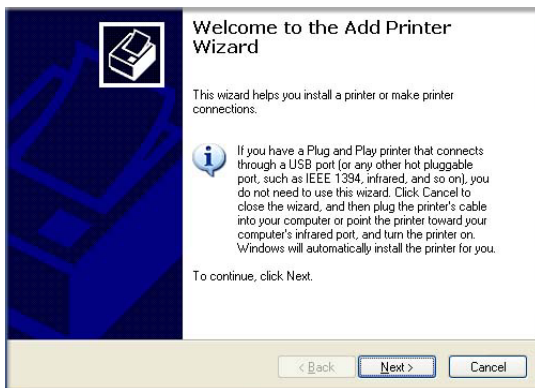 Welcome to the Add Printer
Wizard
This wizard helps you install a printer or make printer
connections.
If you have a Plug and Play printer that connects
through a USB port (or any other hot pluggable
port, such as IEEE 1394, infrared, and so on), you
do not need to use this wizard. Click Cancel to
close the wizard, and then plug the printer's cable
into your computer or point the printer toward your
computer's infrared port, and turn the printer on.
Windows will automatically install the printer for you.
To continue, click Next.
< Back Next > Cancel